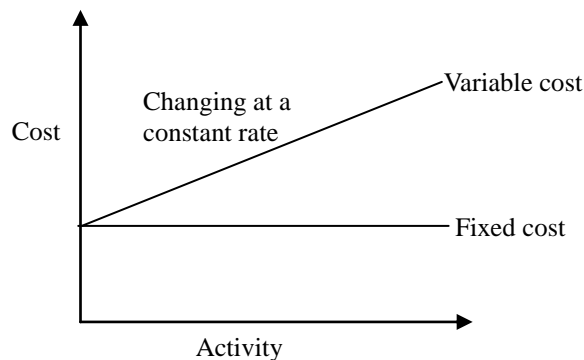 Changing at a
constant rate
Variable cost
Cost
Fixed cost
Activity